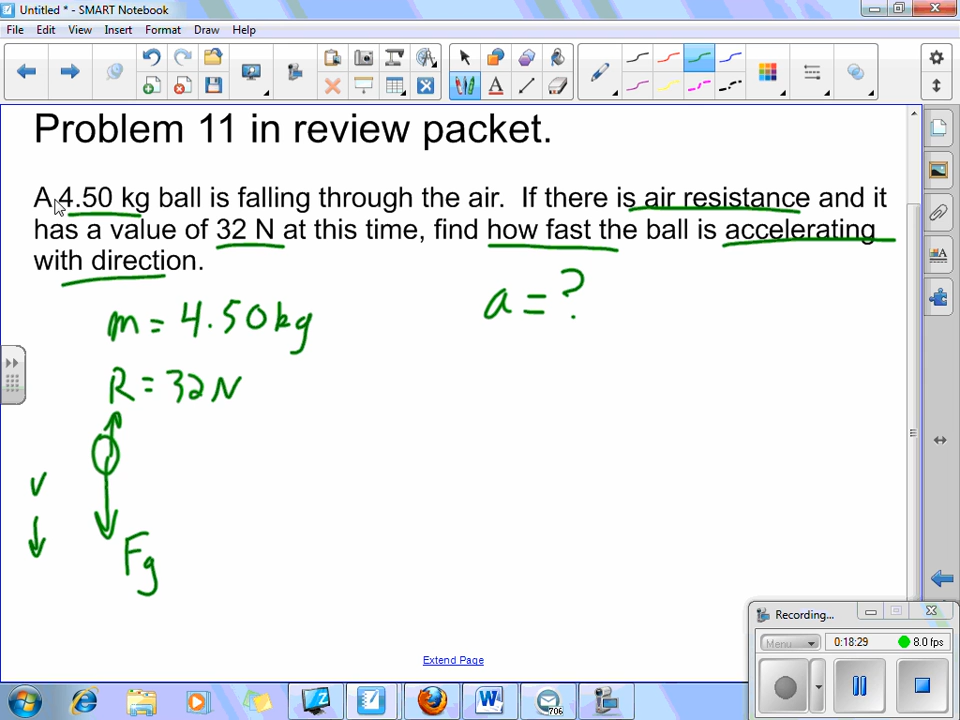 Untitled * - SMART Notebook
File Edit View Insert Format Draw Help
Problem 11 in review packet.
A 4.50 kg ball is falling through the air. If there is air resistance and it
has a value of 32 N at this time, find how fast the ball is accelerating
with direction.
m = 4.50 kg
a = ?
R = 32 N
v
Fg
Extend Page
Recording...
Menu
0:18:29
8.0 fps
706